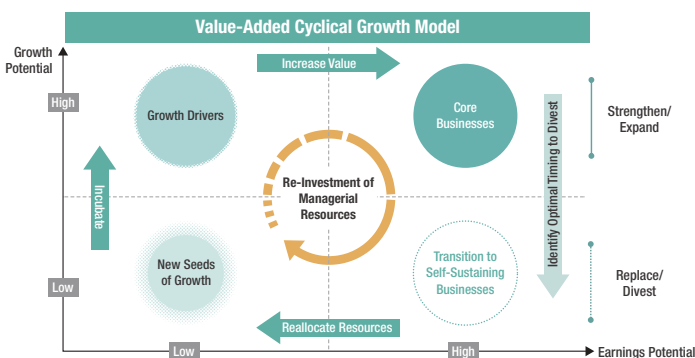 Value-Added Cyclical Growth Model
Growth
Potential
High
Low
Incubate
Growth Drivers
Increase Value
Core
Businesses
Identify Optimal Timing to Divest
Strengthen/
Expand
Re-Investment of
Managerial
Resources
New Seeds
of Growth
Transition to
Self-Sustaining
Businesses
Replace/
Divest
Reallocate Resources
Low
High
Earnings Potential